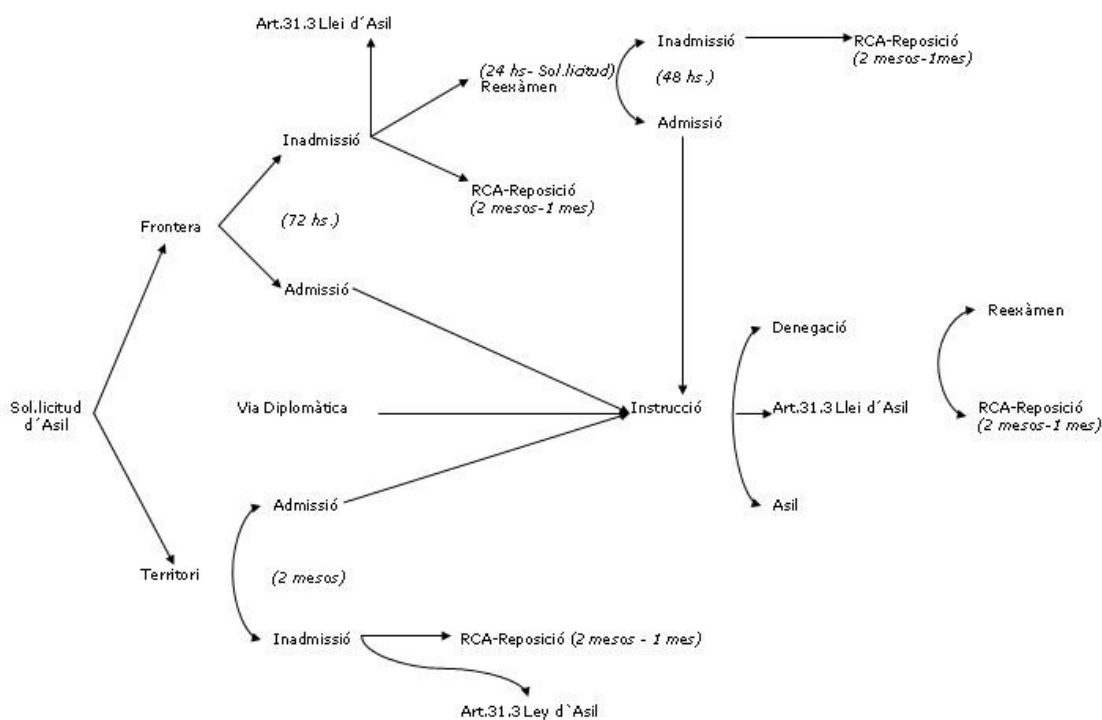 Art.31.3 Llei d´Asil
Inadmissió
RCA-Reposició
(2 mesos-1mes)
(24 hs- Sol.licitud)
Reexàmen
(48 hs.)
Admissió
Inadmissió
RCA-Reposició
(2 mesos-1 mes)
Frontera
(72 hs.)
Admissió
Reexàmen
Denegació
Sol.licitud
d´Asil
Via Diplomàtica
Instrucció
Art.31.3 Llei d´Asil
RCA-Reposició
(2 mesos-1 mes)
Admissió
Asil
Territori
(2 mesos)
Inadmissió
RCA-Reposició (2 mesos - 1 mes)
Art.31.3 Ley d`Asil